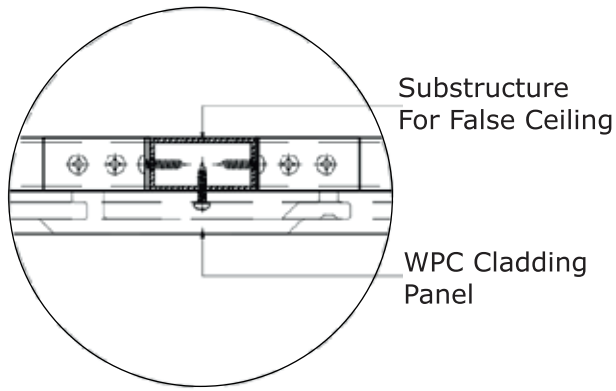 Substructure
For False Ceiling
WPC Cladding
Panel